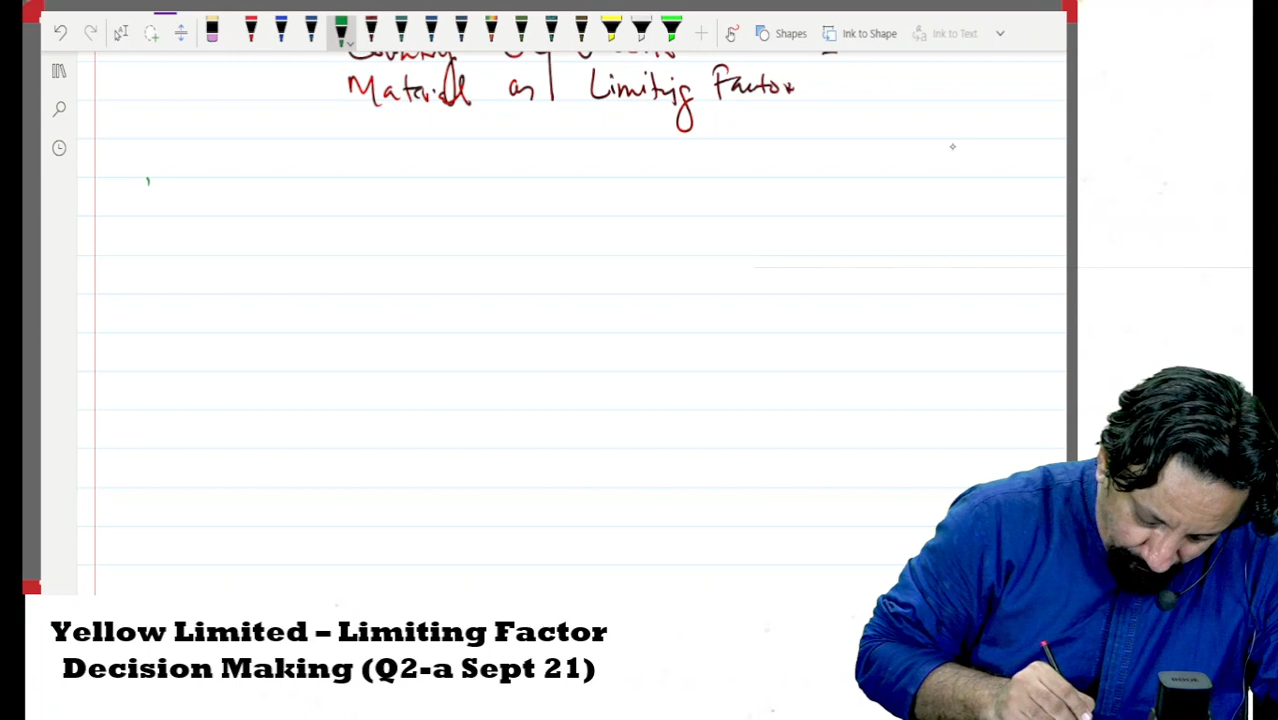 Shapes Ink to Shape Ink to Text
Material as Limiting Factor
Yellow Limited – Limiting Factor
Decision Making (Q2-a Sept 21)